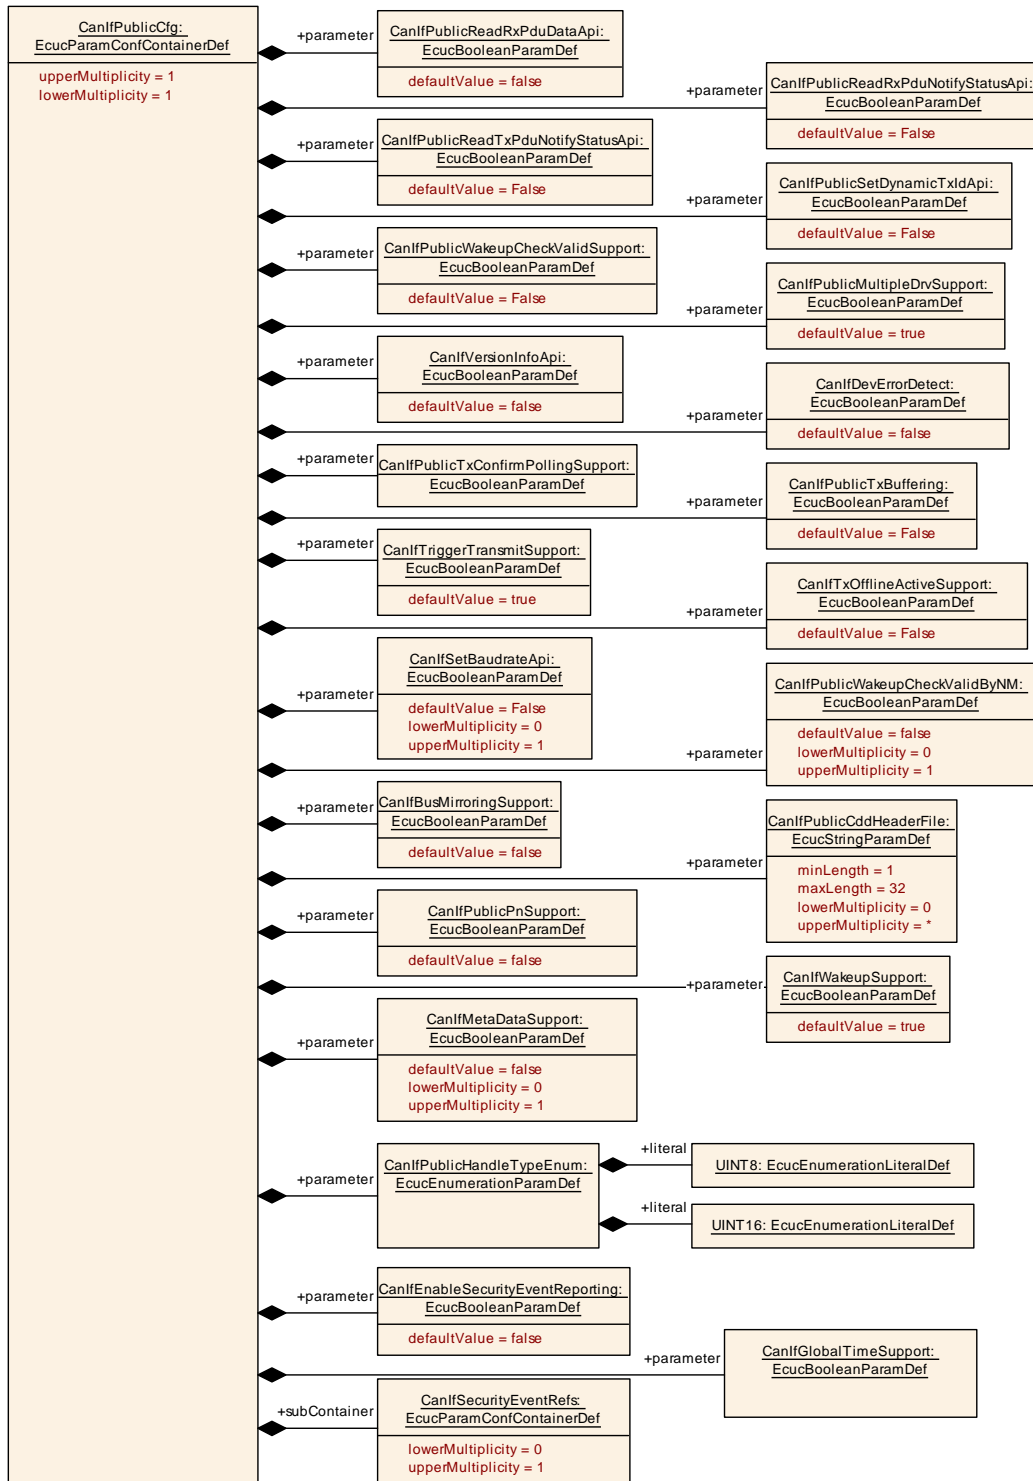 CanIfPublicCfg:
EcucParamConfContainerDef
upperMultiplicity = 1
lowerMultiplicity = 1
+parameter
CanIfPublicReadRxPduDataApi:
EcucBooleanParamDef
defaultValue = false
+parameter
CanIfPublicReadRxPduNotifyStatusApi:
EcucBooleanParamDef
defaultValue = False
+parameter
CanIfPublicReadTxPduNotifyStatusApi:
EcucBooleanParamDef
defaultValue = False
+parameter
CanIfPublicSetDynamicTxIdApi:
EcucBooleanParamDef
defaultValue = False
+parameter
CanIfPublicWakeupCheckValidSupport:
EcucBooleanParamDef
defaultValue = False
+parameter
CanIfPublicMultipleDrvSupport:
EcucBooleanParamDef
defaultValue = true
+parameter
CanIfVersionInfoApi:
EcucBooleanParamDef
defaultValue = false
+parameter
CanIfDevErrorDetect:
EcucBooleanParamDef
defaultValue = false
+parameter
CanIfPublicTxConfirmPollingSupport:
EcucBooleanParamDef
+parameter
CanIfPublicTxBuffering:
EcucBooleanParamDef
defaultValue = False
+parameter
CanIfTriggerTransmitSupport:
EcucBooleanParamDef
defaultValue = true
+parameter
CanIfTxOfflineActiveSupport:
EcucBooleanParamDef
defaultValue = False
+parameter
CanIfSetBaudrateApi:
EcucBooleanParamDef
defaultValue = False
lowerMultiplicity = 0
upperMultiplicity = 1
+parameter
CanIfPublicWakeupCheckValidByNM:
EcucBooleanParamDef
defaultValue = false
lowerMultiplicity = 0
upperMultiplicity = 1
+parameter
CanIfBusMirroringSupport:
EcucBooleanParamDef
defaultValue = false
+parameter
CanIfPublicCddHeaderFile:
EcucStringParamDef
minLength = 1
maxLength = 32
lowerMultiplicity = 0
upperMultiplicity = *
+parameter
CanIfPublicPnSupport:
EcucBooleanParamDef
defaultValue = false
+parameter
CanIfWakeupSupport:
EcucBooleanParamDef
defaultValue = true
+parameter
CanIfMetaDataSupport:
EcucBooleanParamDef
defaultValue = false
lowerMultiplicity = 0
upperMultiplicity = 1
+parameter
CanIfPublicHandleTypeEnum:
EcucEnumerationParamDef
+literal
UINT8: EcucEnumerationLiteralDef
+literal
UINT16: EcucEnumerationLiteralDef
+parameter
CanIfEnableSecurityEventReporting:
EcucBooleanParamDef
defaultValue = false
+parameter
CanIfGlobalTimeSupport:
EcucBooleanParamDef
+subContainer
CanIfSecurityEventRefs:
EcucParamConfContainerDef
lowerMultiplicity = 0
upperMultiplicity = 1